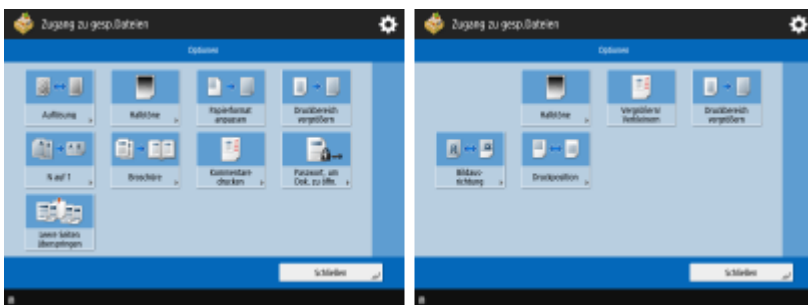 Zugang zu gesp.Dateien
Optionen
Auflösung
Halbtöne
Papierformat
anpassen
Druckbereich
vergrößern
N auf 1
Broschüre
Kommentare
drucken
Passwort, um
Dok. zu öffn.
Leere Seiten
überspringen
Schließen
Zugang zu gesp.Dateien
Optionen
Halbtöne
Vergrößern/
Verkleinern
Druckbereich
vergrößern
Bildaus-
richtung
Druckposition
Schließen